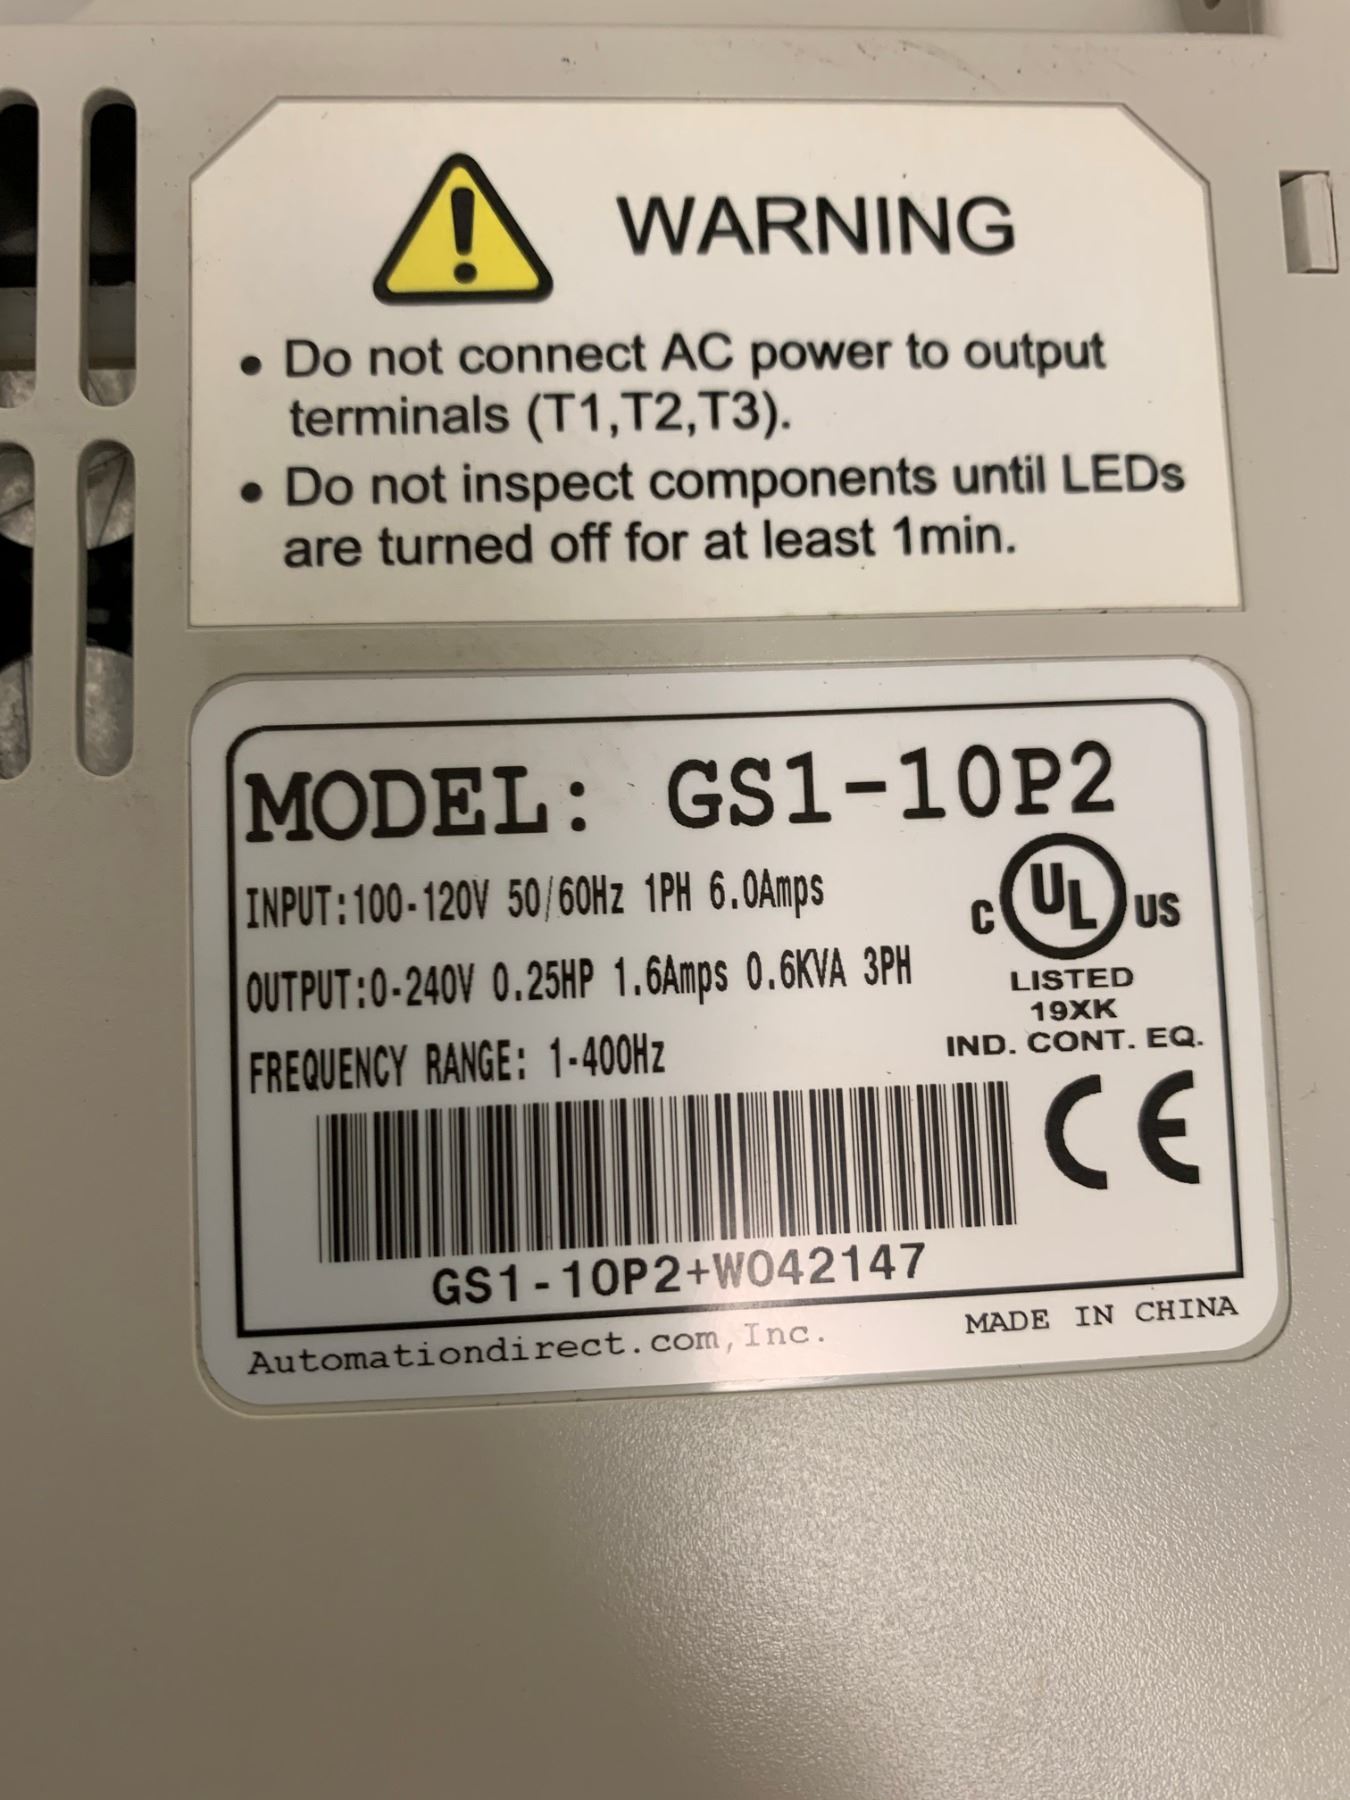 WARNING
• Do not connect AC power to output
terminals (T1,T2,T3).
• Do not inspect components until LEDs
are turned off for at least 1min.
MODEL: GS1-10P2
INPUT:100-120V 50/60Hz 1PH 6.0Amps
OUTPUT:0-240V 0.25HP 1.6Amps 0.6KVA 3PH
FREQUENCY RANGE: 1-400Hz
C UL US
LISTED
19XK
IND. CONT. EQ.
CE
GS1-10P2+W042147
Automationdirect.com,Inc.
MADE IN CHINA